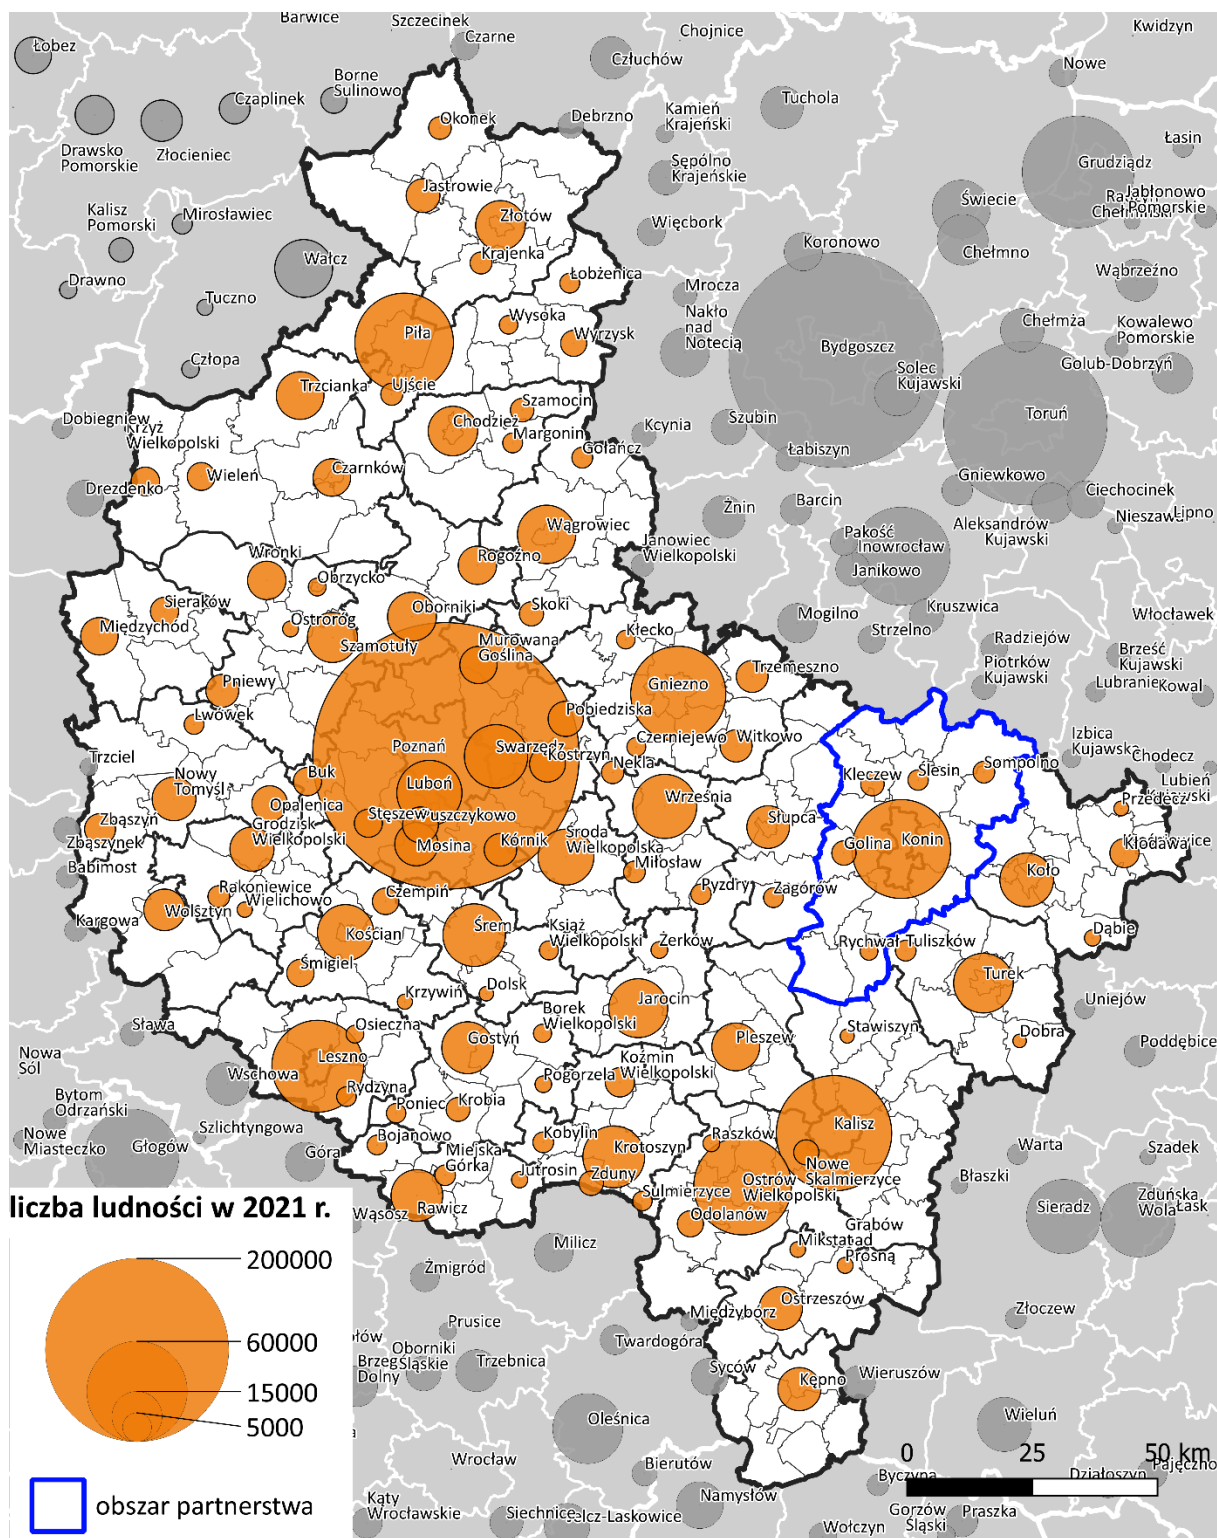 Barwice
Szczecinek
Czarne
Chojnice
Kwidzyn
Łobez
Człuchów
Nowe
Czaplinek
Borne
Sulinowo
Okonek
Debrzno
Kamień
Krajeński
Tuchola
Łasin
Drawsko
Pomorskie
Złocieniec
Grudziądz
Sępólno
Krajeńskie
Jastrowie
Świecie
Jabłonowo
Pomorskie
Kalisz
Pomorski
Mirosławiec
Złotów
Więcbork
Koronowo
Chełmno
Wałcz
Krajenka
Łobżenica
Wąbrzeźno
Drawno
Tuczno
Mrocza
Nakło
nad
Notecią
Wysoka
Wyrzysk
Piła
Bydgoszcz
Chełmża
Kowalewo
Pomorskie
Golub-Dobrzyń
Człopa
Solec
Kujawski
Trzcianka
Ujście
Szamocin
Toruń
Dobiegniew
Krzyż
Wielkopolski
Chodzież
Margonin
Szubin
Kcynia
Gołańcz
Łabiszyn
Drezdenko
Wieleń
Czarnków
Gniewkowo
Ciechocinek
Nieszawa
Lipno
Barcin
Żnin
Aleksandrów
Kujawski
Wągrowiec
Janowiec
Wielkopolski
Pakość
Inowrocław
Janikowo
Wronki
Obrzycko
Rogoźno
Sieraków
Międzychód
Ostroróg
Szamotuły
Oborniki
Skoki
Mogilno
Strzelno
Kruszwica
Włocławek
Radziejów
Brześć
Kujawski
Murowana
Goślina
Kłecko
Trzemeszno
Piotrków
Kujawski
Lubranie
Kowal
Pniewy
Gniezno
Lwówek
Pobiedziska
Czerniejewo
Witkowo
Izbica
Kujawska
Chodecz
Lubień
Kujawski
Trzciel
Poznań
Swarzędz
Kostrzyn
Nekla
Buk
Luboń
Kleczew
Ślesin
Sompolno
Nowy
Tomyśl
Opalenica
Września
Przedecz
Zbąszyń
Zbąszynek
Grodzisk
Wielkopolski
Stęszew
Puszczykowo
Mosina
Kórnik
Środa
Wielkopolska
Słupca
Golina
Konin
Kłodawa
Babimost
Miłosław
Koło
Rakoniewice
Wielichowo
Czempiń
Pyzdry
Zagórów
Kargowa
Wolsztyn
Kościan
Śrem
Książ
Wielkopolski
Żerków
Rychwał
Tuliszków
Dąbie
Śmigiel
Krzywiń
Dolsk
Jarocin
Turek
Uniejów
Sława
Osieczna
Borek
Wielkopolski
Stawiszyn
Dobra
Nowa
Sól
Leszno
Gostyń
Pleszew
Poddębice
Wschowa
Koźmin
Wielkopolski
Rydzyna
Pogorzela
Bytom
Odrzański
Poniec
Krobia
Kalisz
Nowe
Miasteczko
Głogów
Szlichtyngowa
Bojanowo
Kobylin
Krotoszyn
Raszków
Warta
Szadek
Góra
Miejska
Górka
Jutrosin
Zduny
Nowe
Skalmierzyce
Ostrów
Wielkopolski
Błaszki
Sieradz
Zduńska
Wola
Łask
liczba ludności w 2021 r.
Wąsosz
Rawicz
Sulmierzyce
Odolanów
Mikstat
Grabów
nad
Prosną
Milicz
200000
Żmigród
Międzybórz
Ostrzeszów
Złoczew
60000
Prusice
Oborniki
Śląskie
Brzeg
Dolny
Trzebnica
Twardogóra
Syców
Wieruszów
15000
Kępno
5000
Oleśnica
Wieluń
0
25
50 km
Wrocław
Bierutów
Byczyna
Działoszyn
Pajęczno
obszar partnerstwa
Kąty
Wrocławskie
Siechnice
Namysłów
Gorzów
Śląski
Praszka
Wołczyn